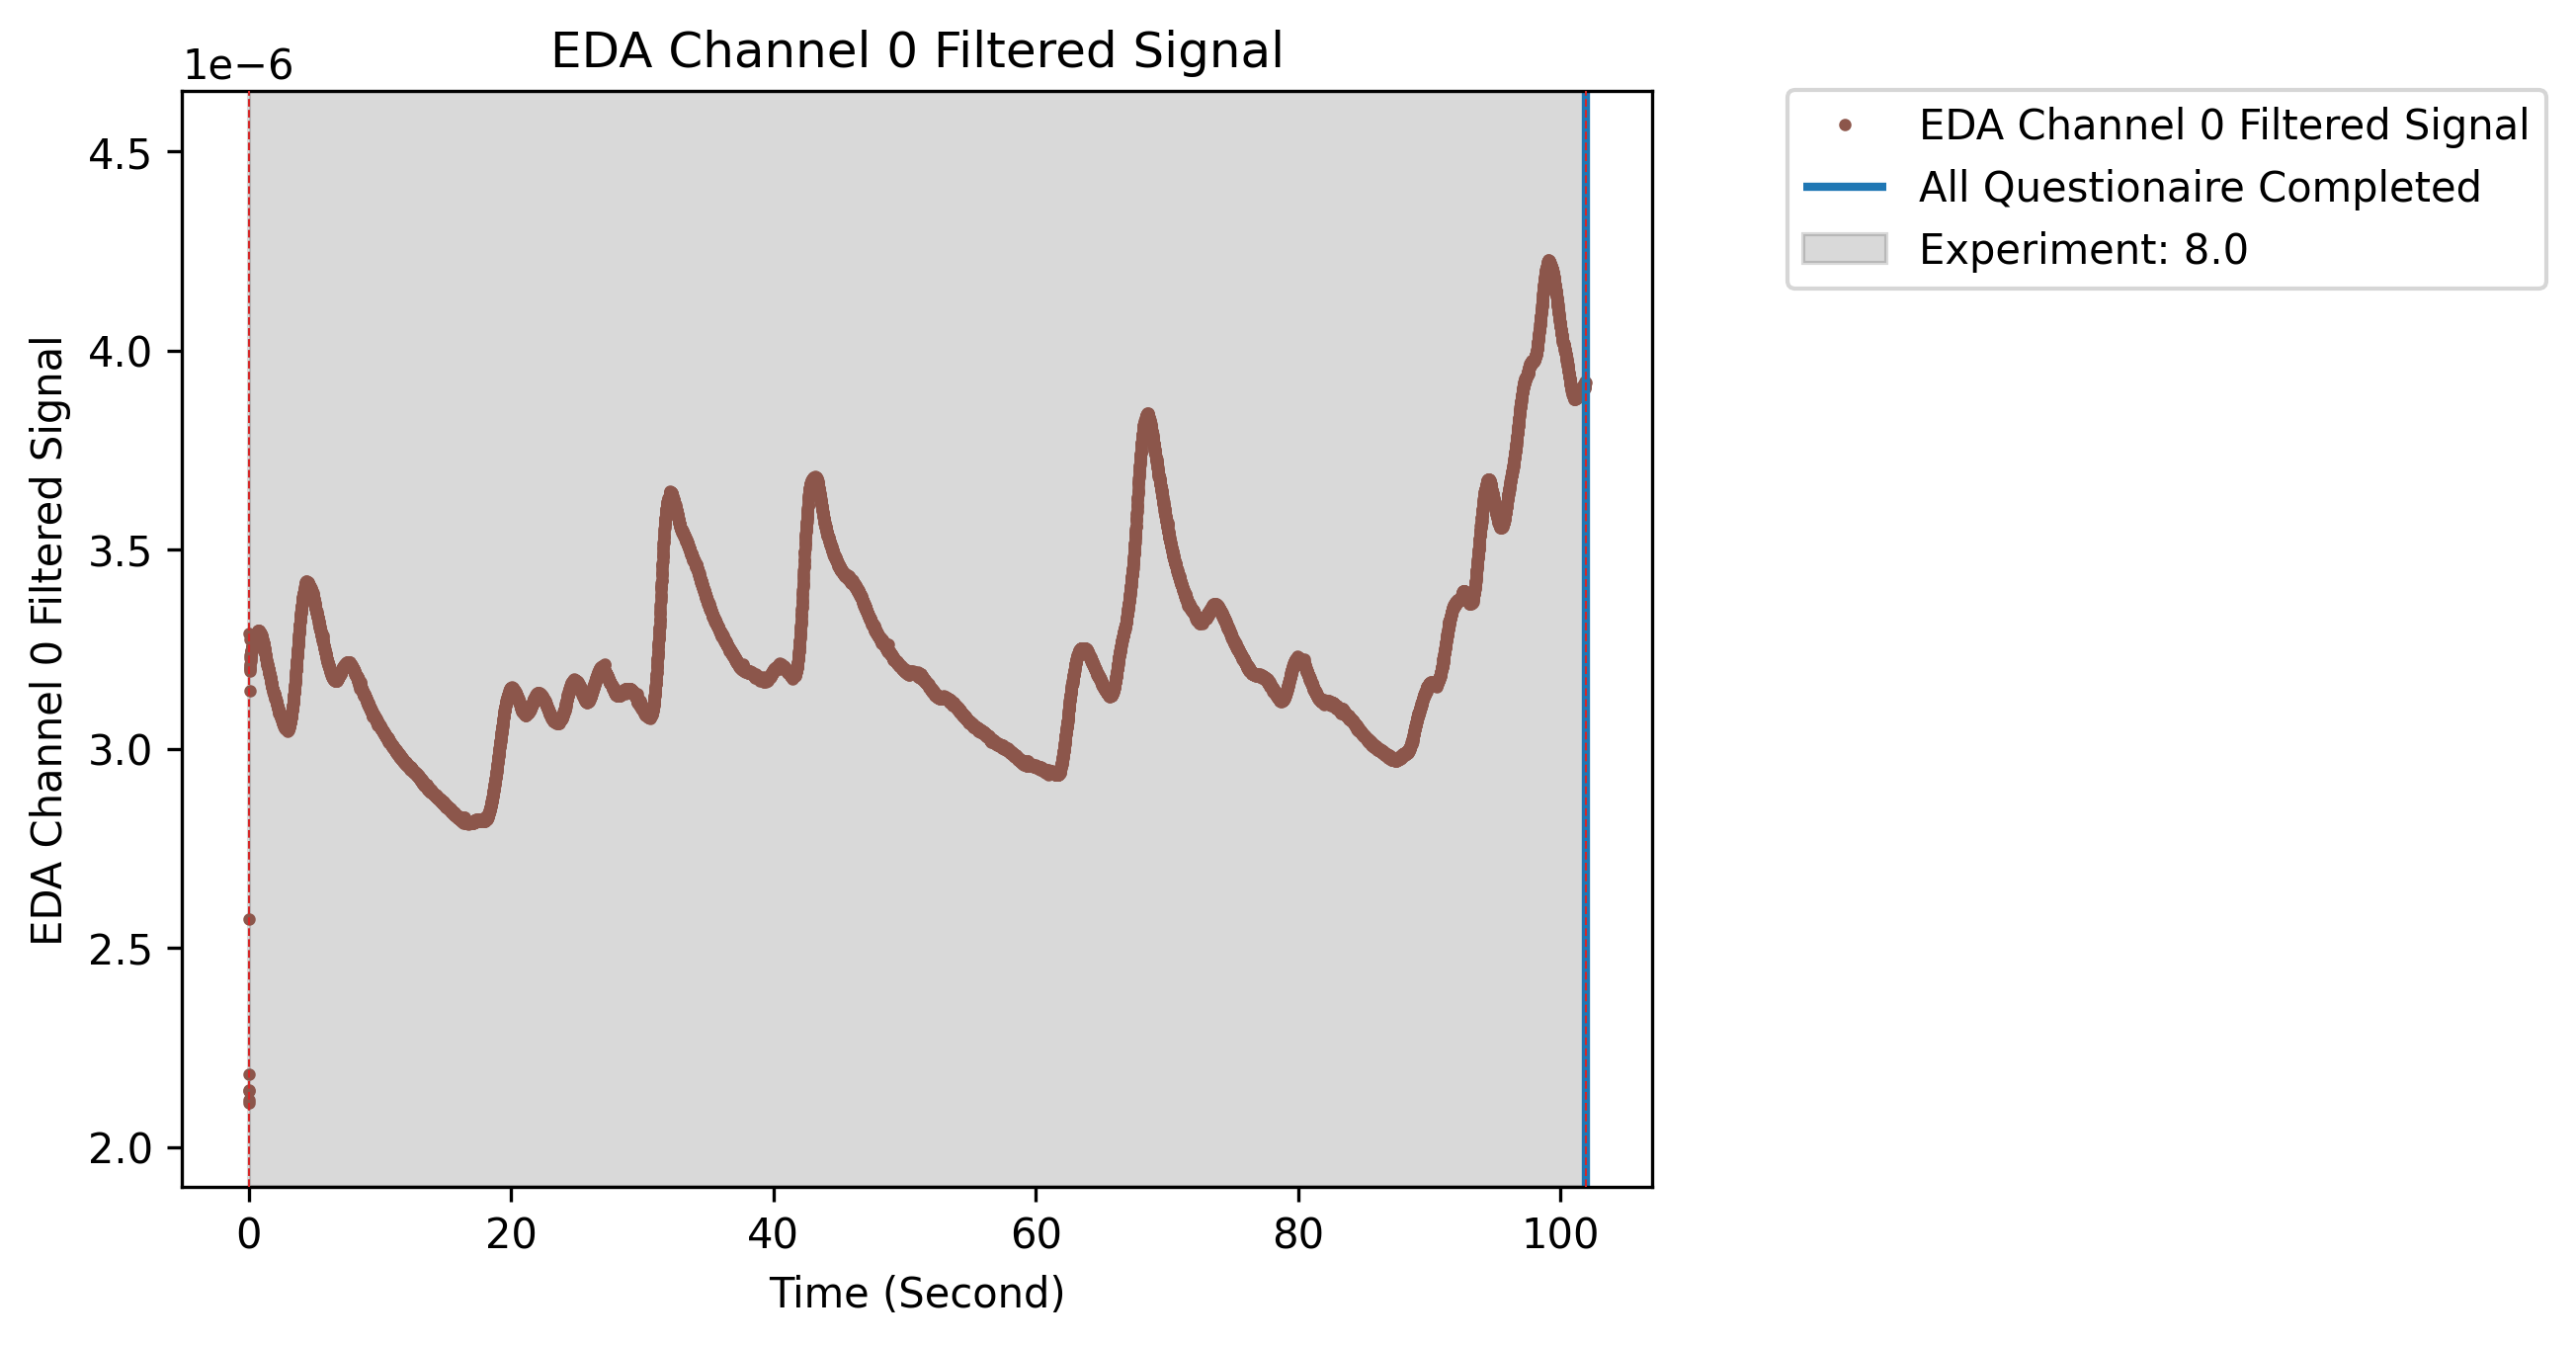 EDA Channel 0 Filtered Signal
1e−6
4.5
4.0
3.5
3.0
2.5
2.0
EDA Channel 0 Filtered Signal
0 20 40 60 80 100
Time (Second)
EDA Channel 0 Filtered Signal
All Questionaire Completed
Experiment: 8.0